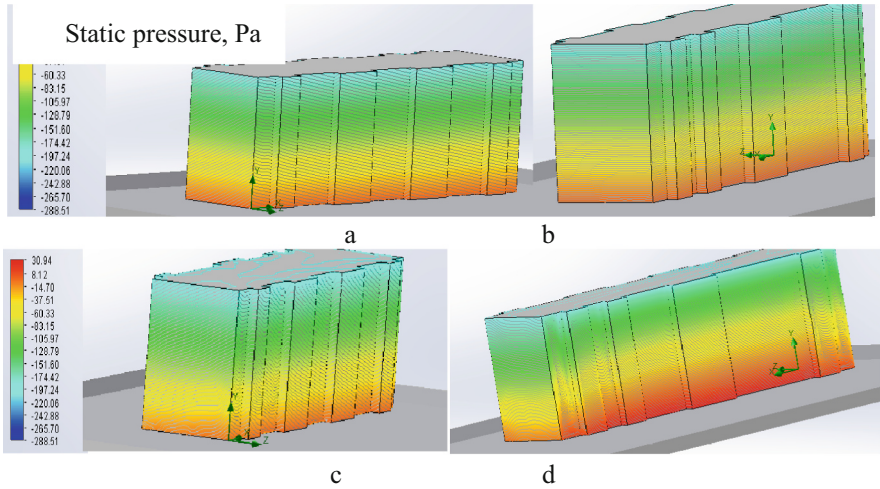 Static pressure, Pa
-60.33
-83.15
-105.97
-128.79
-151.60
-174.42
-197.24
-220.06
-242.88
-265.70
-288.51
Y
Z
Y
Z
a
b
30.94
8.12
-14.70
-37.51
-60.33
-83.15
-105.97
-128.79
-151.60
-174.42
-197.24
-220.06
-242.88
-265.70
-288.51
Y
X
Z
Y
Z
X
c
d